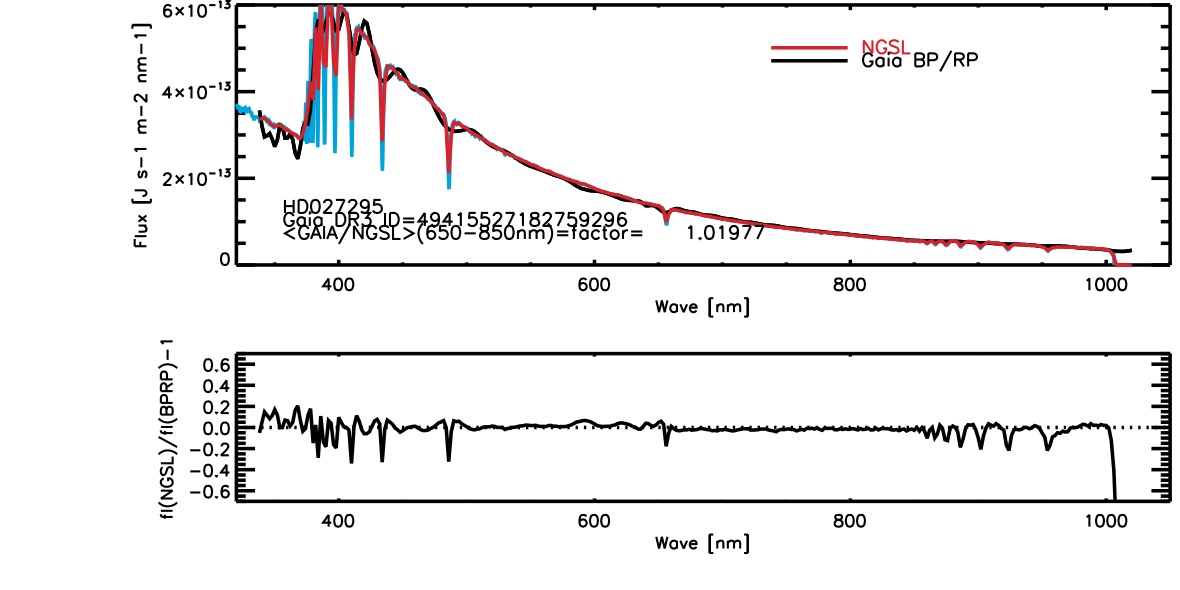 6×10−13
4×10−13
2×10−13
0
Flux [J s−1 m−2 nm−1]
NGSL
Gaia BP/RP
HD027295
Gaia DR3 ID=49415527182759296
<GAIA/NGSL>(650−850nm)=factor= 1.01977
400 600 800 1000
Wave [nm]
fl(NGSL)/fl(BPRP)−1
0.6
0.4
0.2
0.0
−0.2
−0.4
−0.6
400 600 800 1000
Wave [nm]